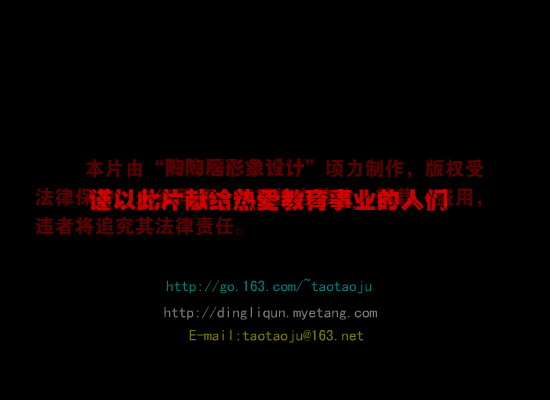 本片由“陶陶居形象设计”顷力制作，版权受
法律保
谨以此片献给热爱教育事业的人们
用，
违者将追究其法律责任。
http://go.163.com/~taotaoju
http://dingliqun.myetang.com
E-mail:taotaoju@163.net